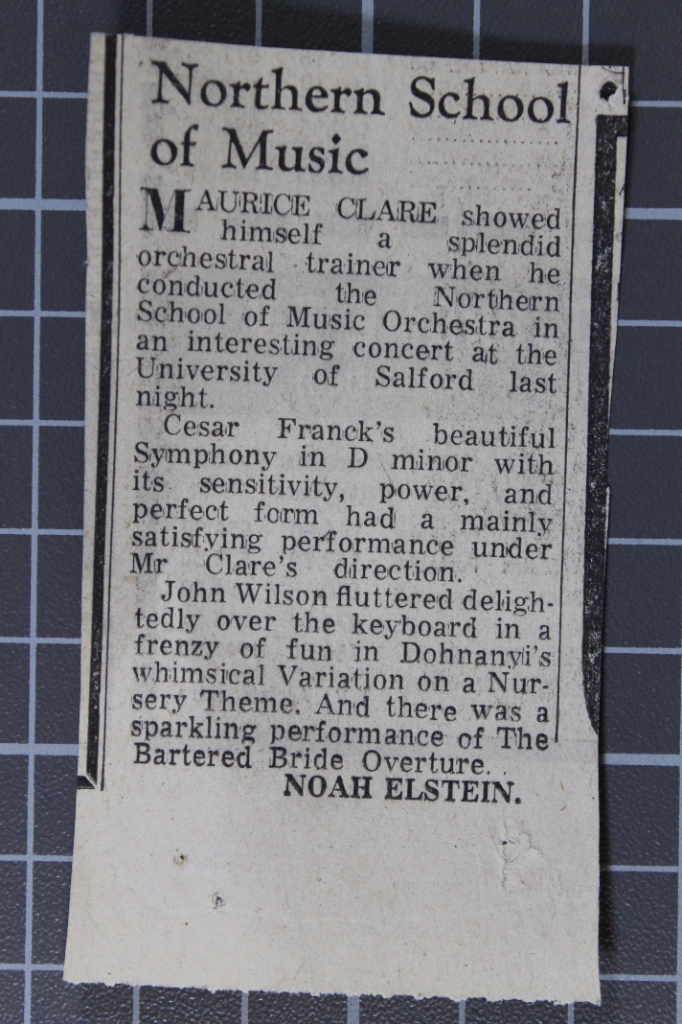 Northern School
of Music
MAURICE CLARE showed
himself a splendid
orchestral trainer when he
conducted the Northern
School of Music Orchestra in
an interesting concert at the
University of Salford last
night.
Cesar Franck's beautiful
Symphony in D minor with
its sensitivity, power, and
perfect form had a mainly
satisfying performance under
Mr Clare's direction.
John Wilson fluttered deligh-
tedly over the keyboard in a
frenzy of fun in Dohnanyi's
whimsical Variation on a Nur-
sery Theme. And there was a
sparkling performance of The
Bartered Bride Overture.
NOAH ELSTEIN.